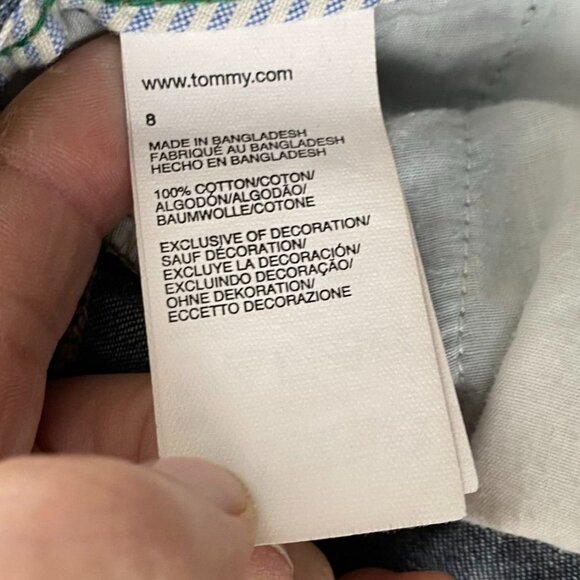 www.tommy.com
8
MADE IN BANGLADESH
FABRIQUÉ AU BANGLADESH
HECHO EN BANGLADESH
100% COTTON/COTON/
ALGODÓN/ALGODÃO/
BAUMWOLLE/COTONE
EXCLUSIVE OF DECORATION/
SAUF DÉCORATION/
EXCLUYE LA DECORACIÓN/
EXCLUINDO DECORAÇÃO/
OHNE DEKORATION/
ECCETTO DECORAZIONE